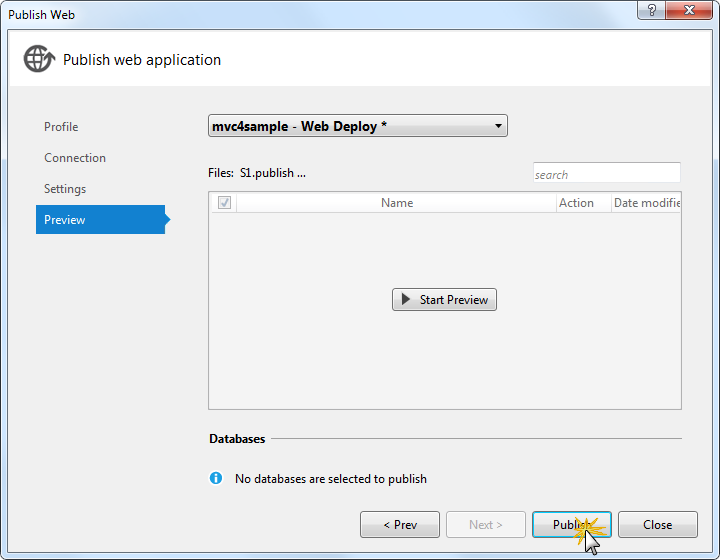 Publish Web
?
Publish web application
Profile
Connection
Settings
Preview
mvc4sample - Web Deploy *
Files: S1.publish ...
search
Name Action Date modifie
Start Preview
Databases
No databases are selected to publish
< Prev Next > Publish Close